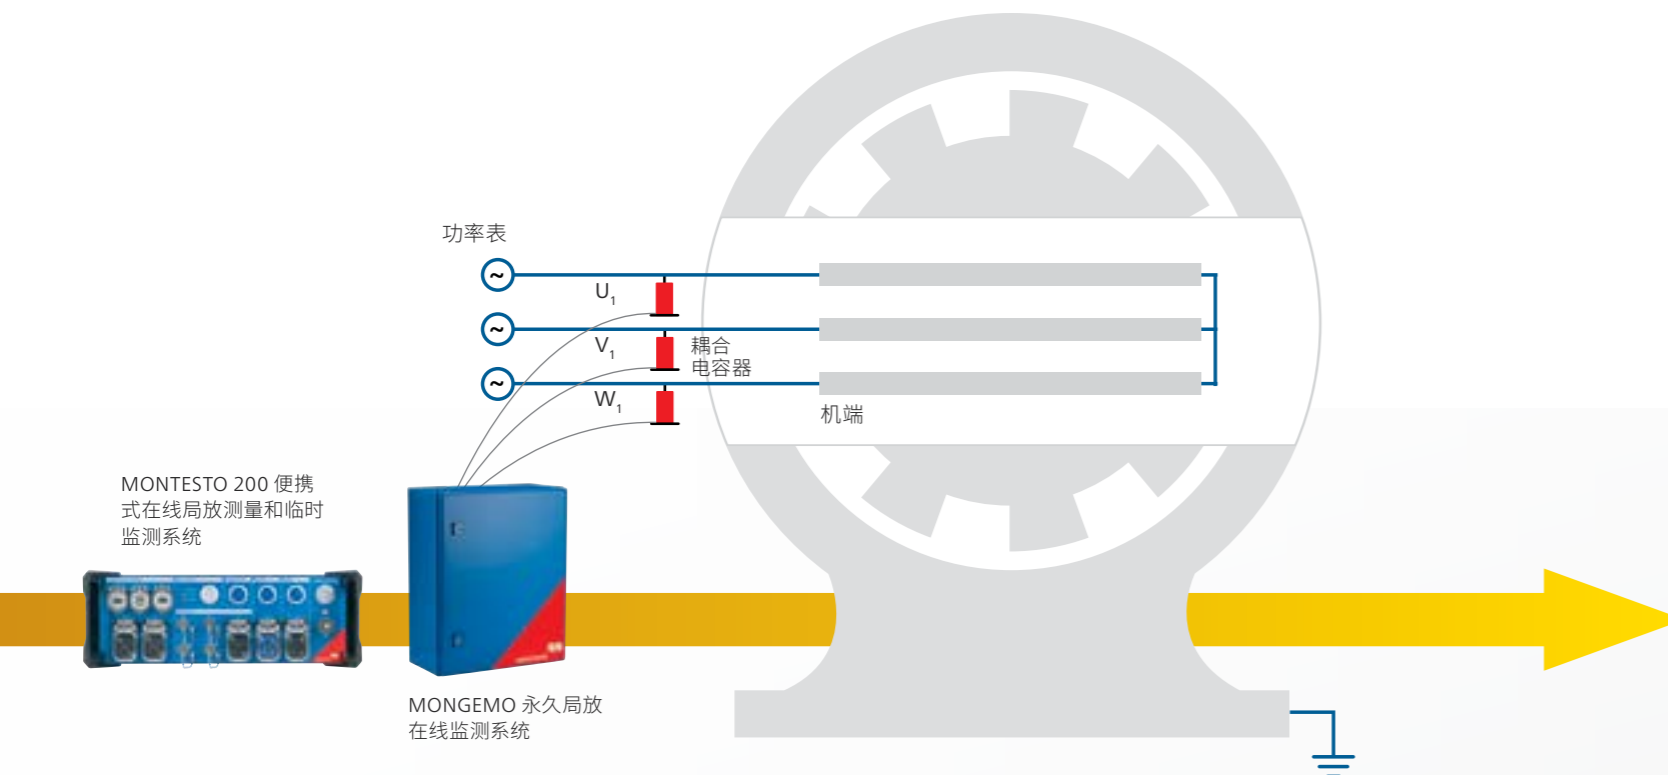 功率表
U₁
V₁
耦合
电容器
W₁
机端
MONTESTO 200 便携
式在线局放测量和临时
监测系统
MONGEMO 永久局放
在线监测系统